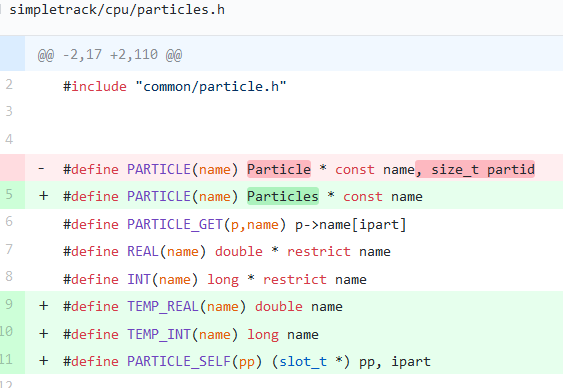 simpletrack/cpu/particles.h
@@ -2,17 +2,110 @@
2 #include "common/particle.h"
3
4
- #define PARTICLE(name) Particle * const name, size_t partid
5 + #define PARTICLE(name) Particles * const name
6 #define PARTICLE_GET(p,name) p->name[ipart]
7 #define REAL(name) double * restrict name
8 #define INT(name) long * restrict name
9 + #define TEMP_REAL(name) double name
10 + #define TEMP_INT(name) long name
11 + #define PARTICLE_SELF(pp) (slot_t *) pp, ipart
12